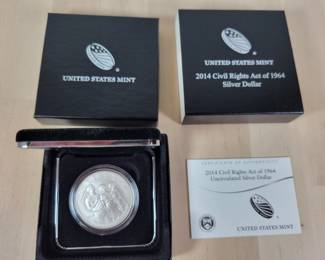 UNITED STATES MINT
UNITED STATES MINT
2014 Civil Rights Act of 1964
Silver Dollar
CERTIFICATE OF AUTHENTICITY
2014 Civil Rights Act of 1964
Uncirculated Silver Dollar
UNITED STATES MINT